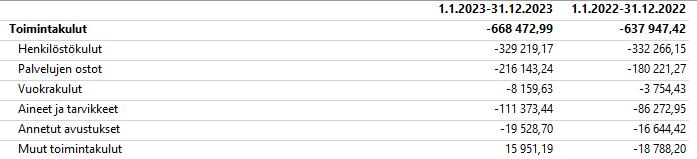 1.1.2023-31.12.2023 1.1.2022-31.12.2022
Toimintakulut -668 472,99 -637 947,42
Henkilöstökulut -329 219,17 -332 266,15
Palvelujen ostot -216 143,24 -180 221,27
Vuokrakulut -8 159,63 -3 754,43
Aineet ja tarvikkeet -111 373,44 -86 272,95
Annetut avustukset -19 528,70 -16 644,42
Muut toimintakulut 15 951,19 -18 788,20